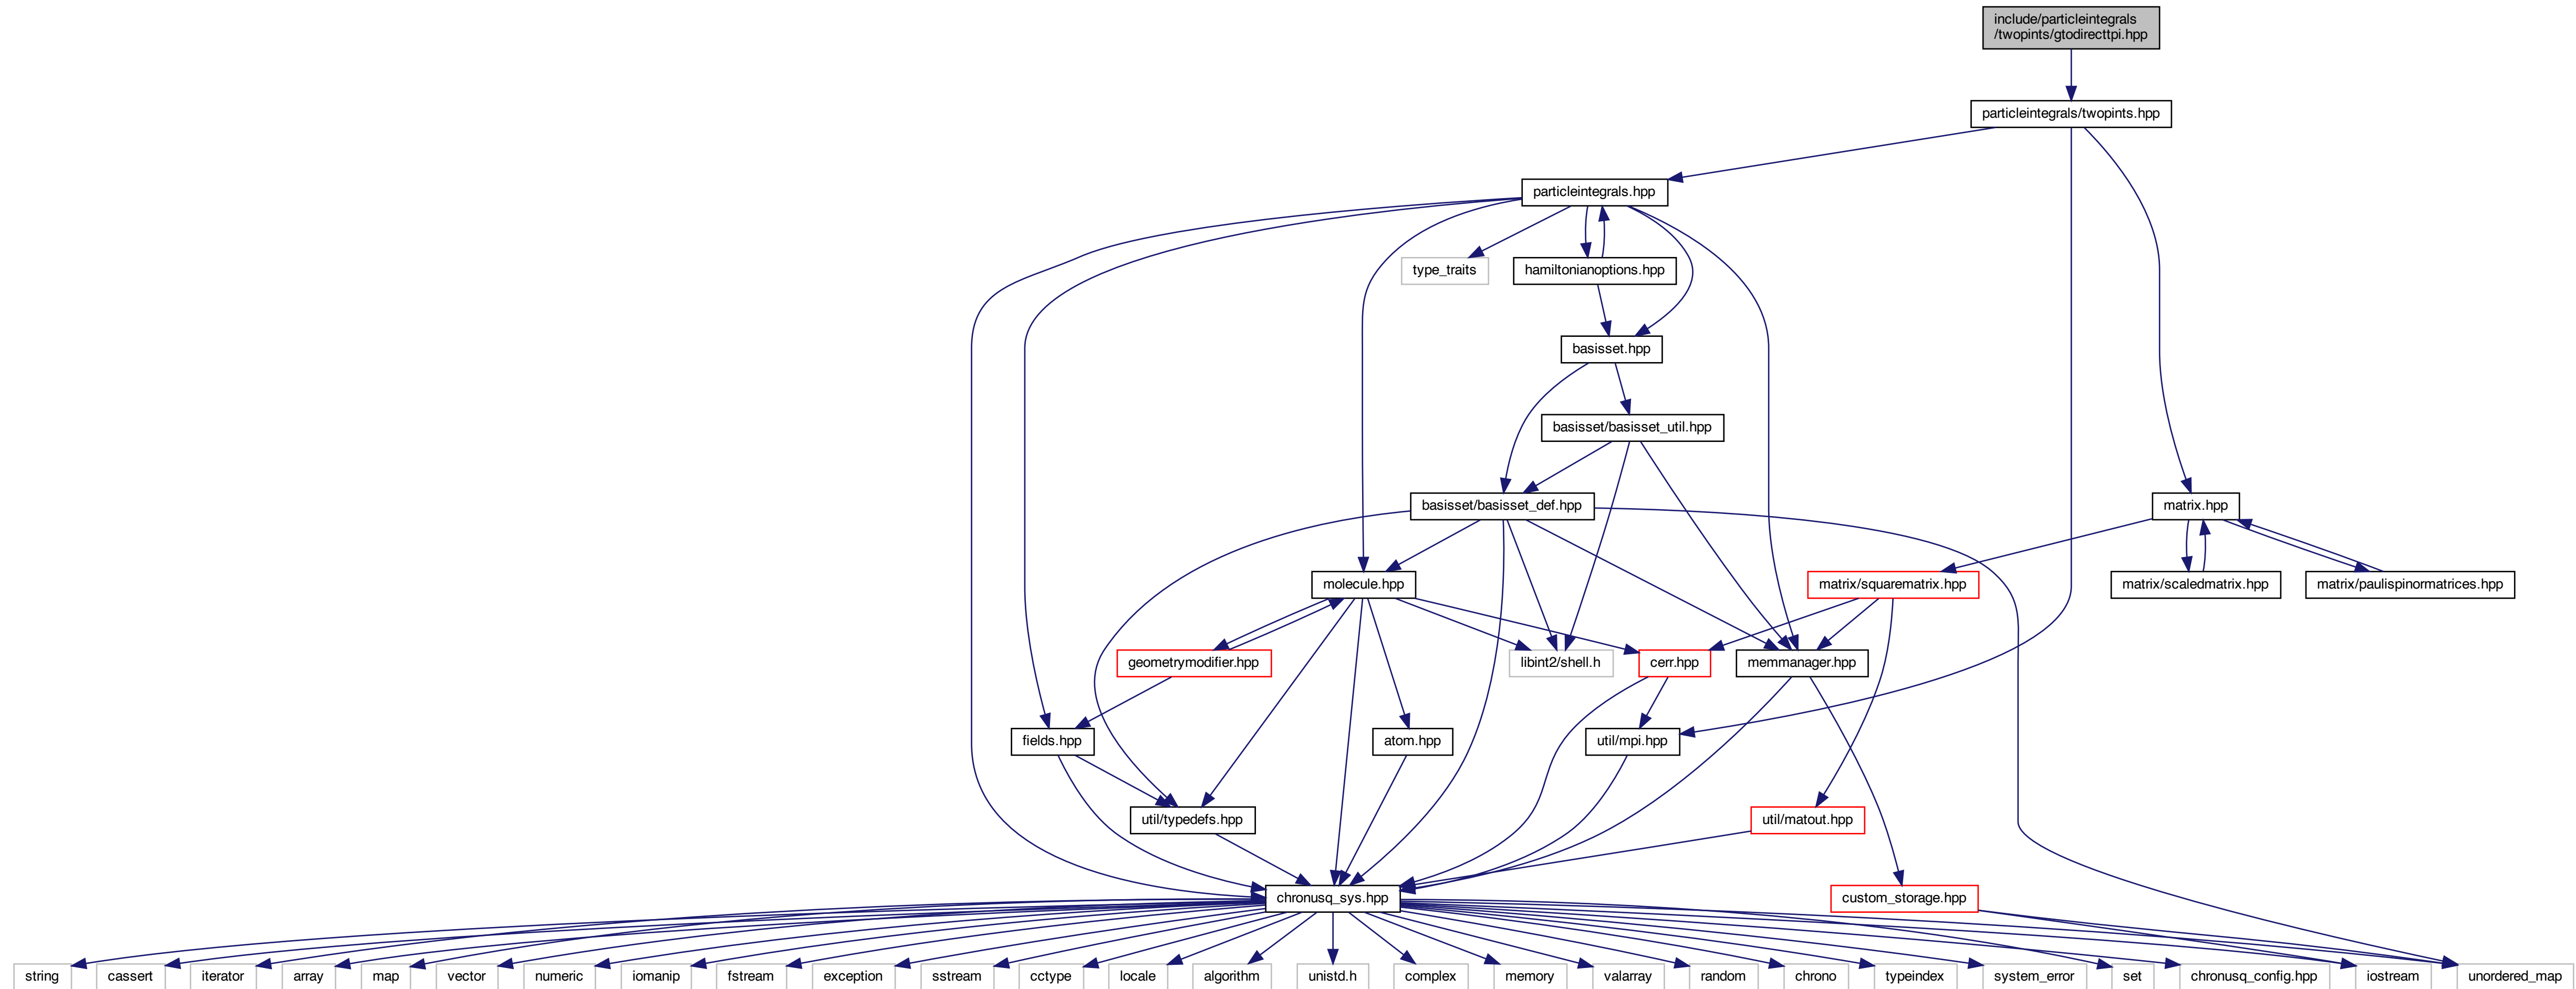 include/particleintegrals
/twopints/gtodirecttpi.hpp
particleintegrals/twopints.hpp
particleintegrals.hpp
type_traits
hamiltonianoptions.hpp
basisset.hpp
basisset/basisset_util.hpp
basisset/basisset_def.hpp
matrix.hpp
molecule.hpp
matrix/squarematrix.hpp
matrix/scaledmatrix.hpp
matrix/paulispinormatrices.hpp
geometrymodifier.hpp
libint2/shell.h
cerr.hpp
memmanager.hpp
fields.hpp
atom.hpp
util/mpi.hpp
util/typedefs.hpp
util/matout.hpp
chronusq_sys.hpp
custom_storage.hpp
string
cassert
iterator
array
map
vector
numeric
iomanip
fstream
exception
sstream
cctype
locale
algorithm
unistd.h
complex
memory
valarray
random
chrono
typeindex
system_error
set
chronusq_config.hpp
iostream
unordered_map